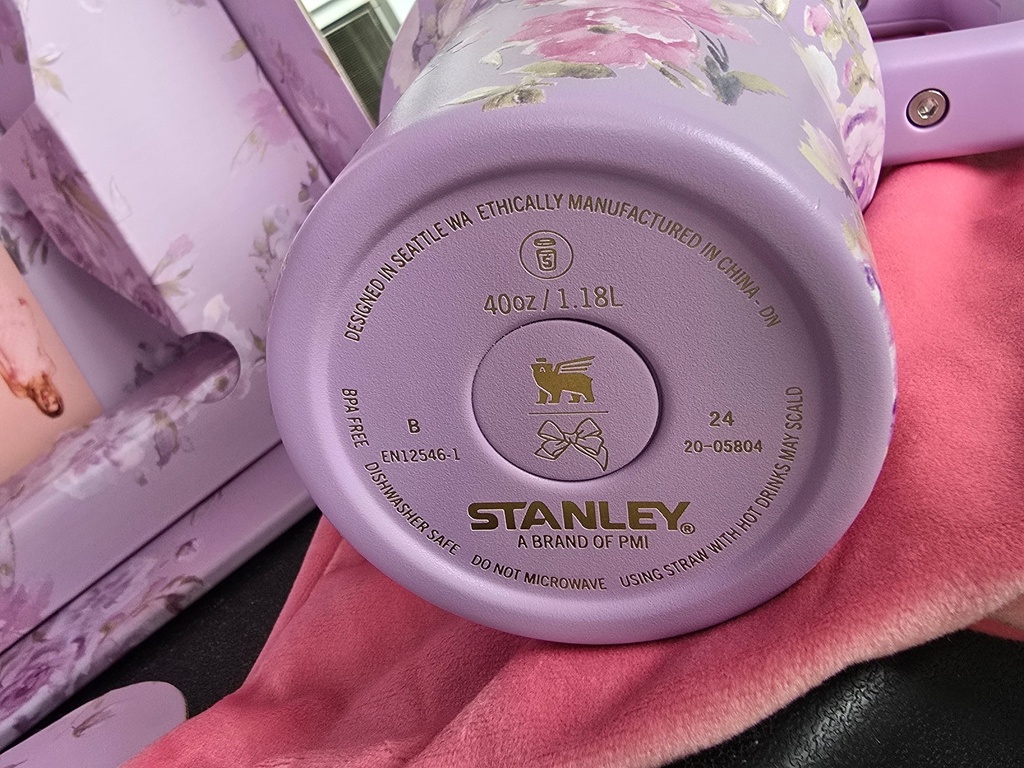 DESIGNED IN SEATTLE WA ETHICALLY MANUFACTURED IN CHINA - DN
S
40oz / 1.18L
B
EN12546-1
24
20-05804
STANLEY®
A BRAND OF PMI
BPA FREE DISHWASHER SAFE DO NOT MICROWAVE USING STRAW WITH HOT DRINKS MAY SCALD